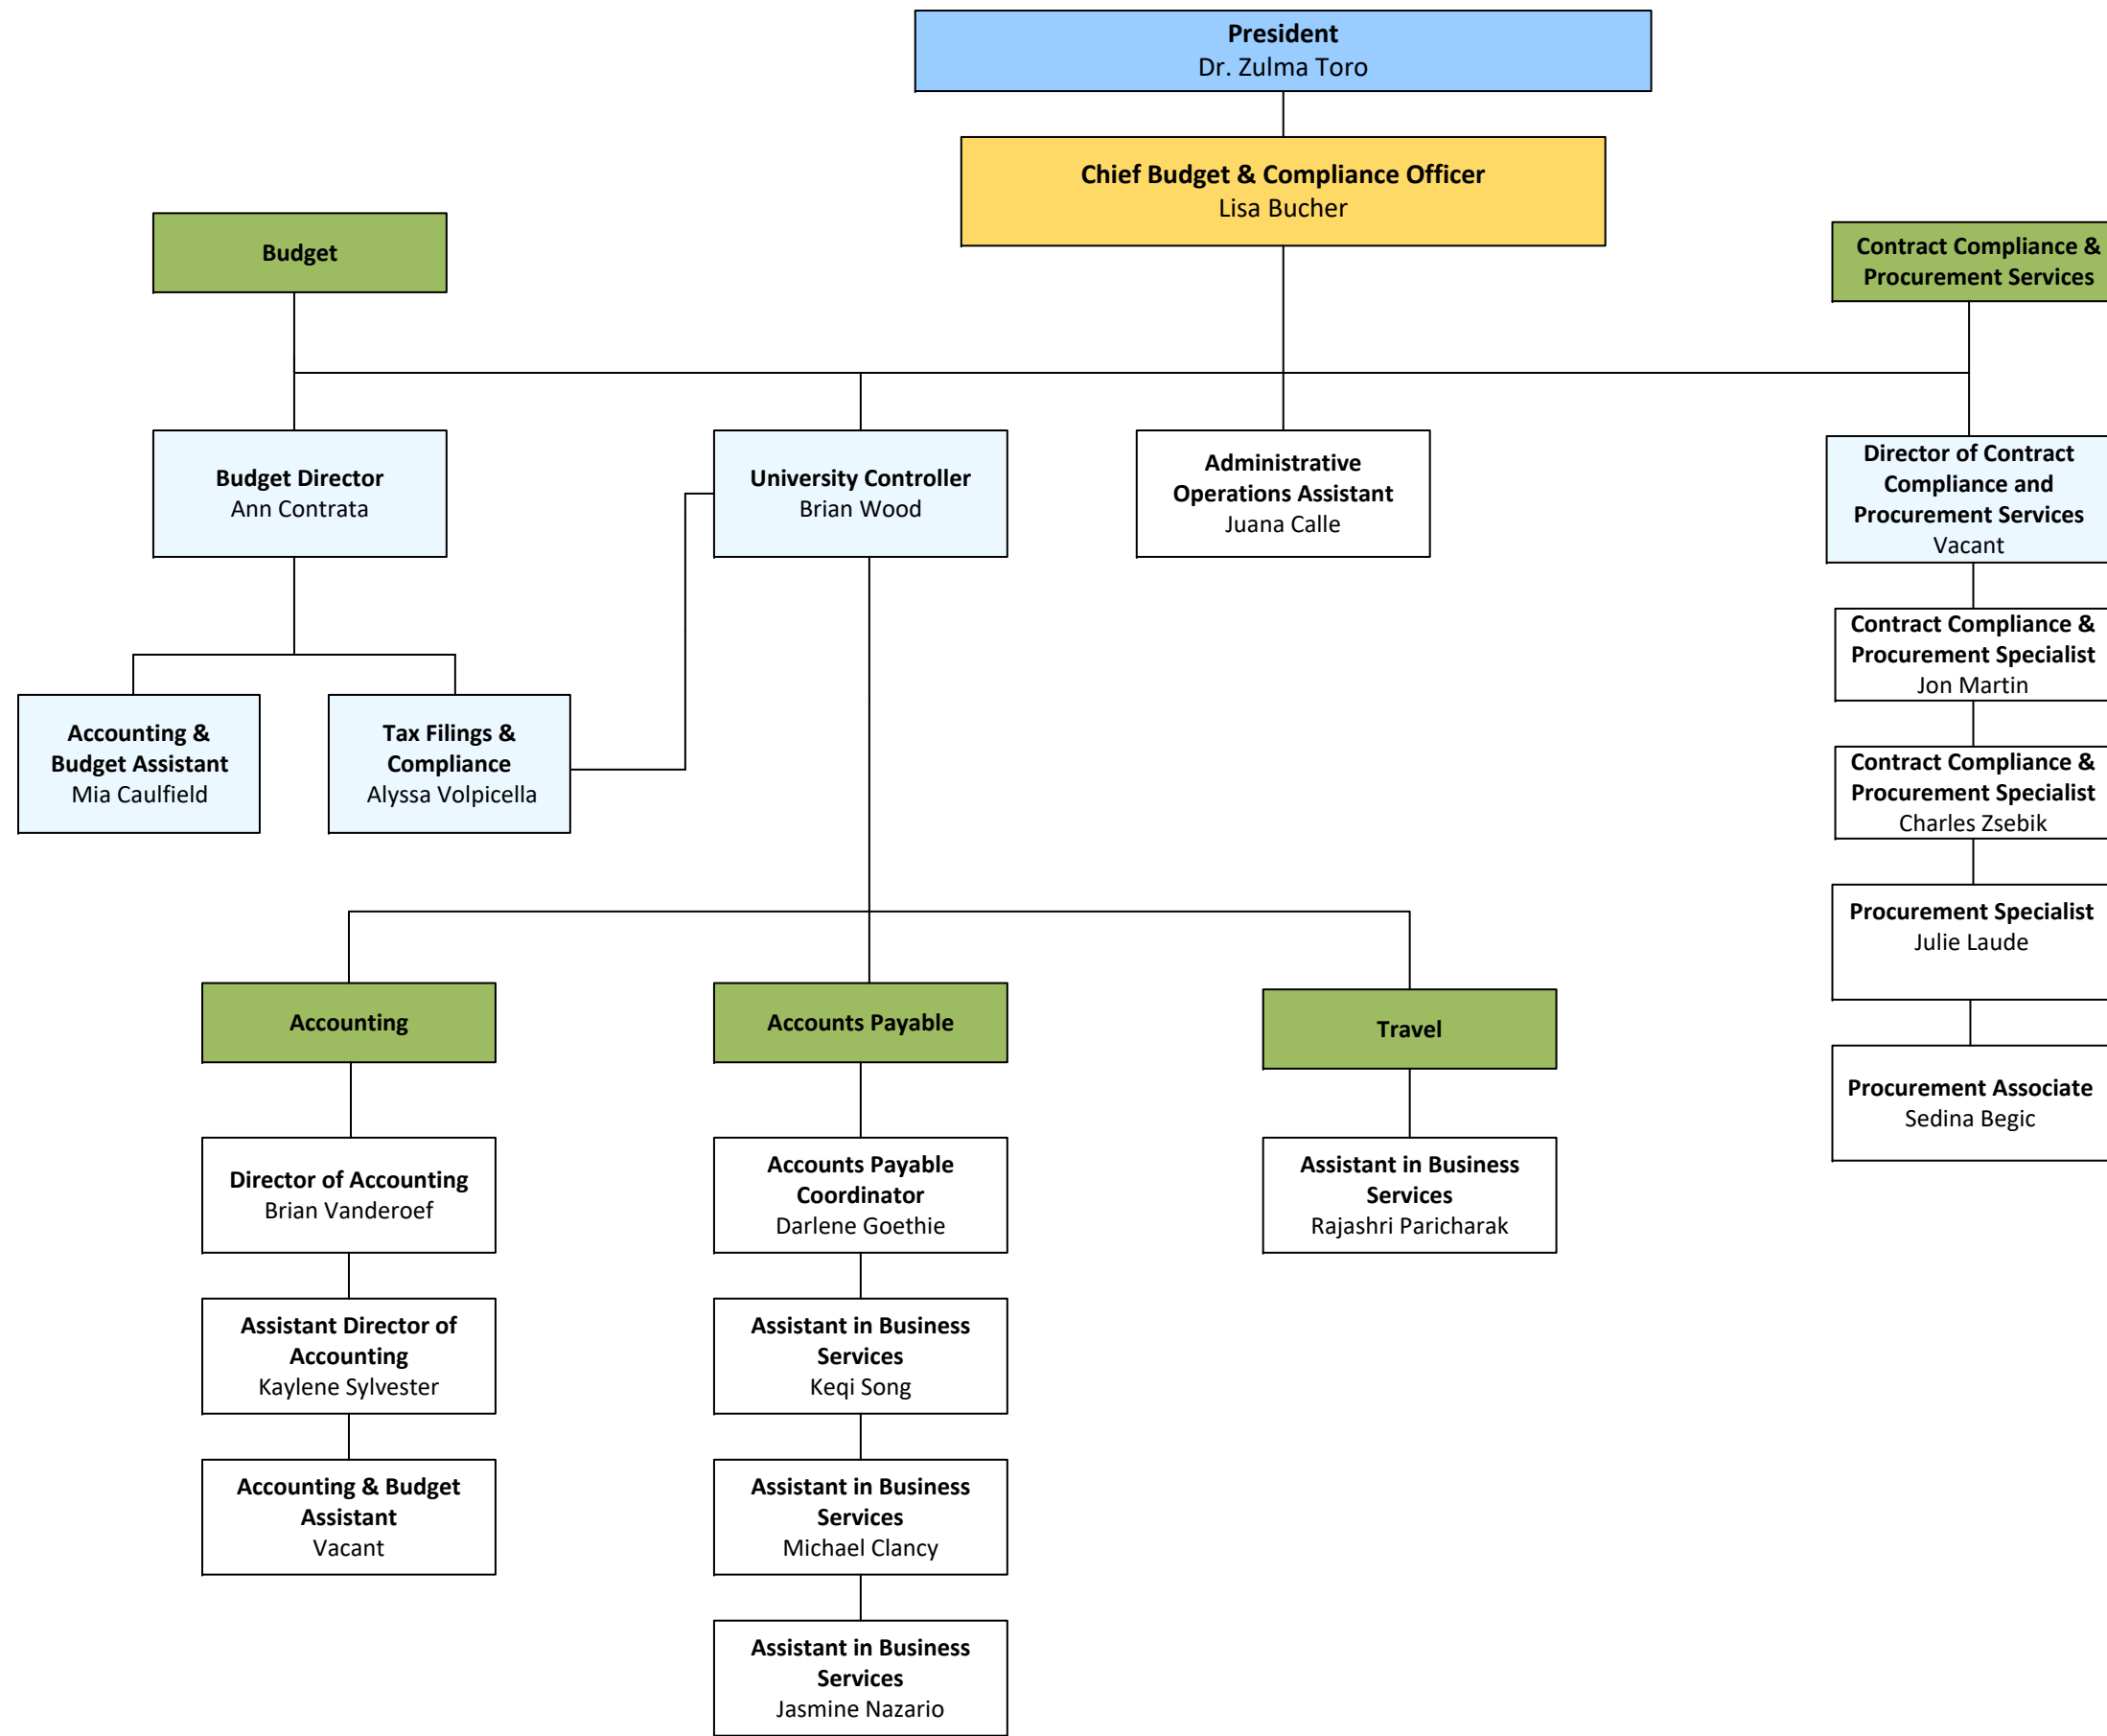 President
Dr. Zulma Toro
Chief Budget & Compliance Officer
Lisa Bucher
Budget
Contract Compliance &
Procurement Services
Budget Director
Ann Contrata
University Controller
Brian Wood
Administrative
Operations Assistant
Juana Calle
Director of Contract
Compliance and
Procurement Services
Vacant
Accounting &
Budget Assistant
Mia Caulfield
Tax Filings &
Compliance
Alyssa Volpicella
Contract Compliance &
Procurement Specialist
Jon Martin
Contract Compliance &
Procurement Specialist
Charles Zsebik
Procurement Specialist
Julie Laude
Procurement Associate
Sedina Begic
Accounting
Director of Accounting
Brian Vanderoef
Assistant Director of
Accounting
Kaylene Sylvester
Accounting & Budget
Assistant
Vacant
Accounts Payable
Accounts Payable
Coordinator
Darlene Goethie
Assistant in Business
Services
Keqi Song
Assistant in Business
Services
Michael Clancy
Assistant in Business
Services
Jasmine Nazario
Travel
Assistant in Business
Services
Rajashri Paricharak